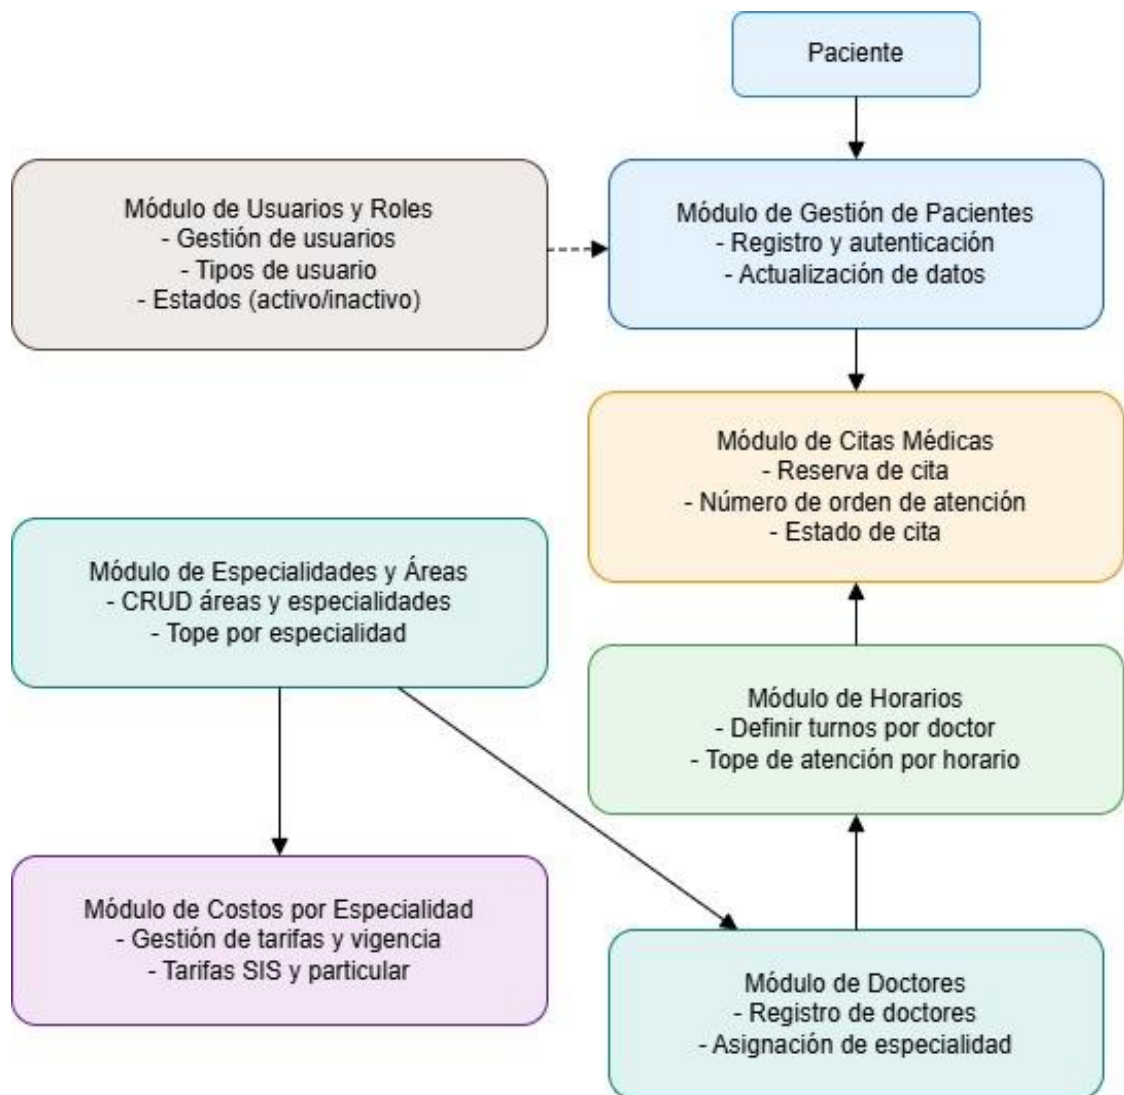 Paciente
Módulo de Usuarios y Roles
- Gestión de usuarios
- Tipos de usuario
- Estados (activo/inactivo)
Módulo de Gestión de Pacientes
- Registro y autenticación
- Actualización de datos
Módulo de Citas Médicas
- Reserva de cita
- Número de orden de atención
- Estado de cita
Módulo de Especialidades y Áreas
- CRUD áreas y especialidades
- Tope por especialidad
Módulo de Horarios
- Definir turnos por doctor
- Tope de atención por horario
Módulo de Costos por Especialidad
- Gestión de tarifas y vigencia
- Tarifas SIS y particular
Módulo de Doctores
- Registro de doctores
- Asignación de especialidad